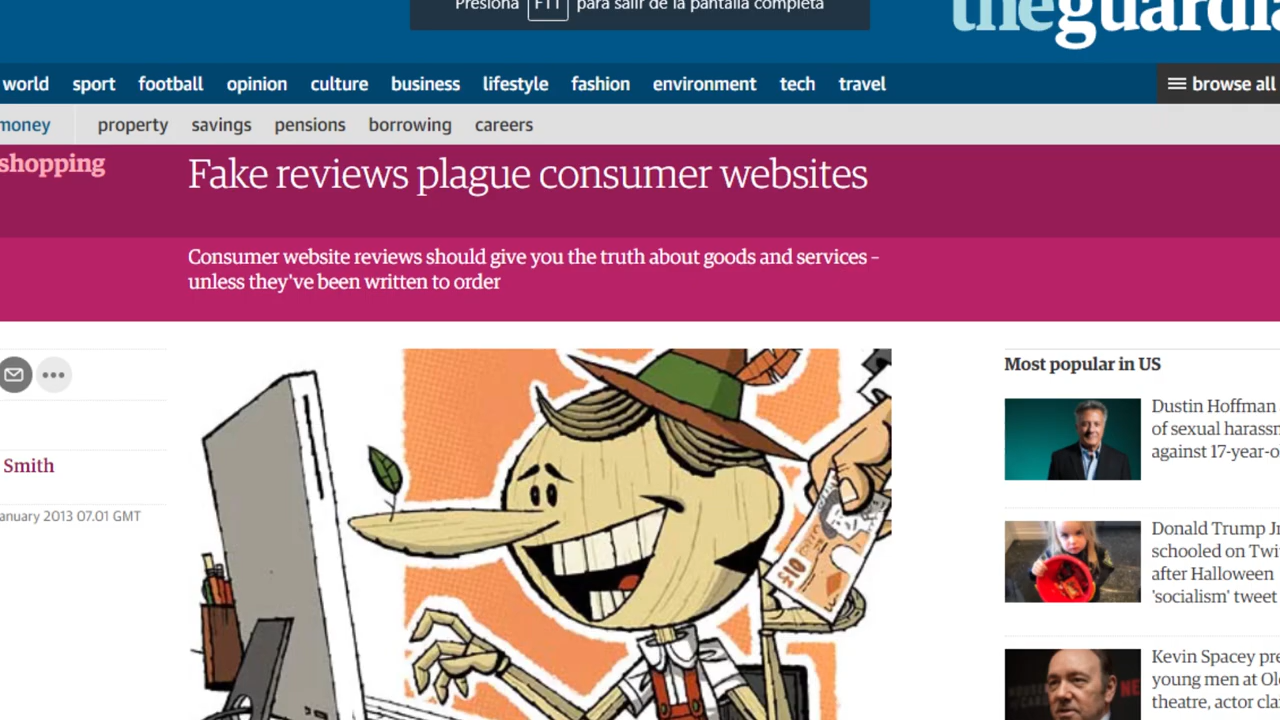 Presiona F11 para salir de la pantalla completa
theguardia
world sport football opinion culture business lifestyle fashion environment tech travel
browse all
money property savings pensions borrowing careers
shopping
Fake reviews plague consumer websites
Consumer website reviews should give you the truth about goods and services –
unless they've been written to order
Smith
anuary 2013 07.01 GMT
£10
Most popular in US
Dustin Hoffman
of sexual harassm
against 17-year-o
Donald Trump Jr
schooled on Twi
after Halloween
'socialism' tweet
Kevin Spacey pre
young men at Ol
theatre, actor cla